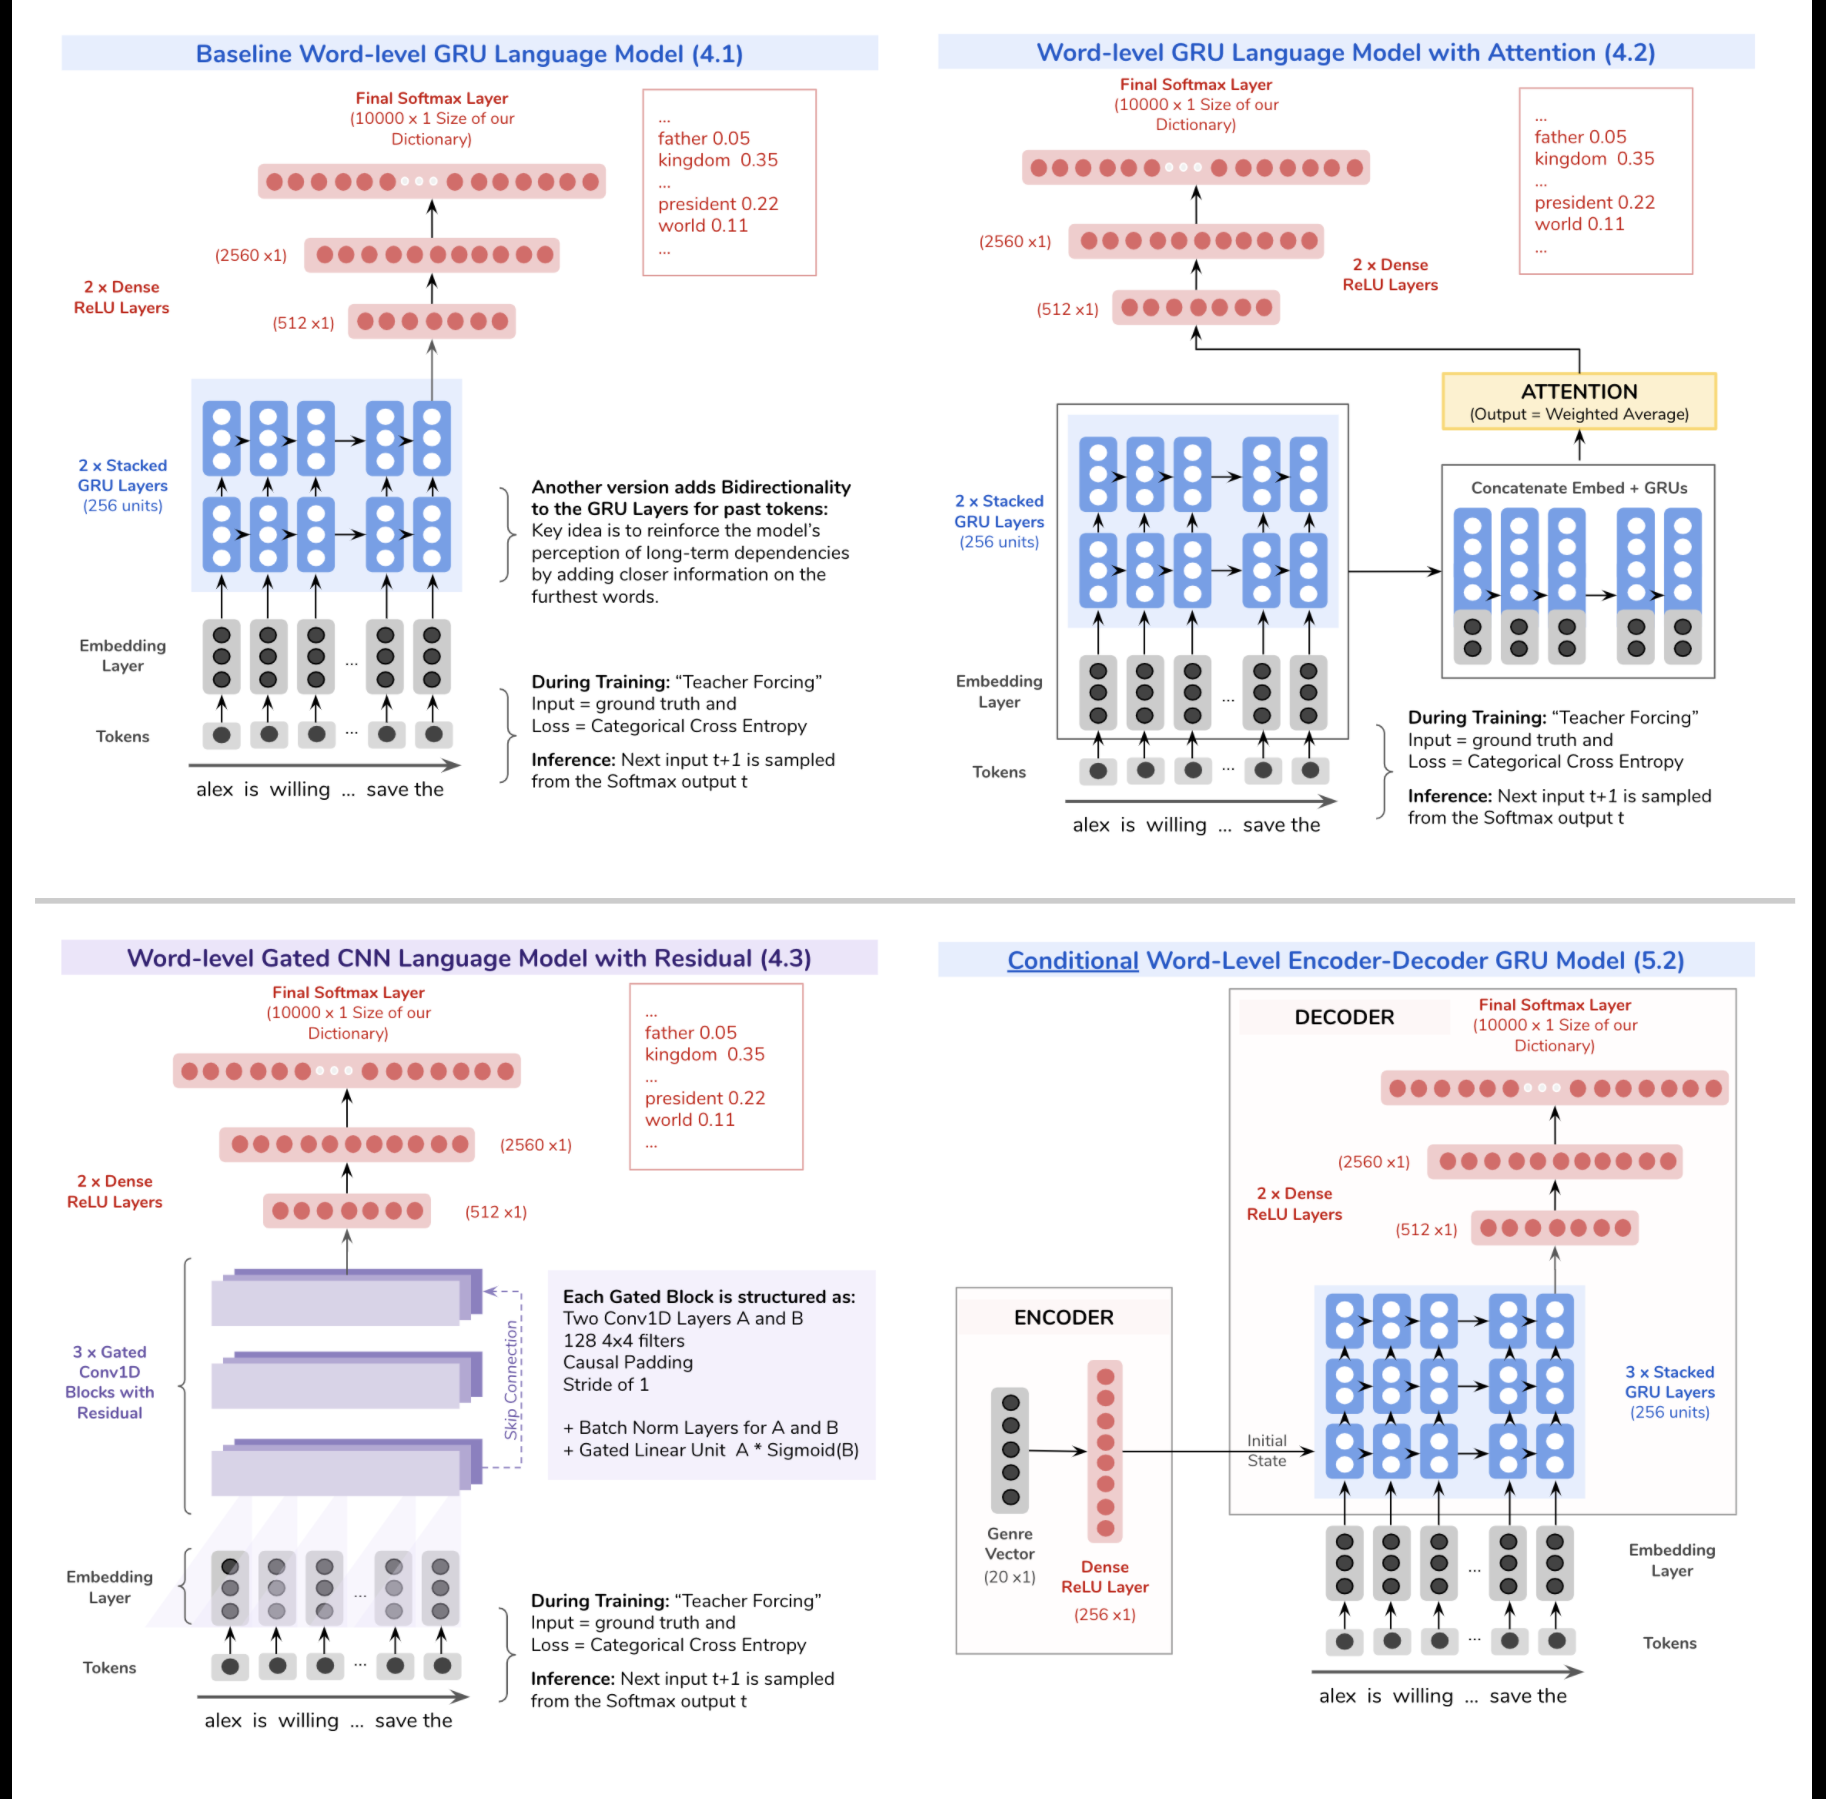 Baseline Word-level GRU Language Model (4.1)
Final Softmax Layer
(10000 x 1 Size of our
Dictionary)
...
father 0.05
kingdom 0.35
...
president 0.22
world 0.11
...
(2560 x1)
2 x Dense
ReLU Layers
(512 x1)
2 x Stacked
GRU Layers
(256 units)
Another version adds Bidirectionality
to the GRU Layers for past tokens:
Key idea is to reinforce the model's
perception of long-term dependencies
by adding closer information on the
furthest words.
Embedding
Layer
...
During Training: “Teacher Forcing”
Input = ground truth and
Loss = Categorical Cross Entropy
Tokens
...
Inference: Next input t+1 is sampled
from the Softmax output t
alex is willing ... save the
Word-level GRU Language Model with Attention (4.2)
Final Softmax Layer
(10000 x 1 Size of our
Dictionary)
...
father 0.05
kingdom 0.35
...
president 0.22
world 0.11
...
(2560 x1)
2 x Dense
ReLU Layers
(512 x1)
ATTENTION
(Output = Weighted Average)
Concatenate Embed + GRUs
2 x Stacked
GRU Layers
(256 units)
Embedding
Layer
...
During Training: “Teacher Forcing”
Input = ground truth and
Loss = Categorical Cross Entropy
Tokens
...
Inference: Next input t+1 is sampled
from the Softmax output t
alex is willing ... save the
Word-level Gated CNN Language Model with Residual (4.3)
Final Softmax Layer
(10000 x 1 Size of our
Dictionary)
...
father 0.05
kingdom 0.35
...
president 0.22
world 0.11
...
(2560 x1)
2 x Dense
ReLU Layers
(512 x1)
3 x Gated
Conv1D
Blocks with
Residual
Skip Connection
Each Gated Block is structured as:
Two Conv1D Layers A and B
128 4x4 filters
Causal Padding
Stride of 1
+ Batch Norm Layers for A and B
+ Gated Linear Unit A * Sigmoid(B)
Embedding
Layer
...
During Training: “Teacher Forcing”
Input = ground truth and
Loss = Categorical Cross Entropy
Tokens
...
Inference: Next input t+1 is sampled
from the Softmax output t
alex is willing ... save the
Conditional Word-Level Encoder-Decoder GRU Model (5.2)
DECODER
Final Softmax Layer
(10000 x 1 Size of our
Dictionary)
(2560 x1)
2 x Dense
ReLU Layers
(512 x1)
ENCODER
3 x Stacked
GRU Layers
(256 units)
Initial
State
Genre
Vector
(20 x1)
Dense
ReLU Layer
(256 x1)
Embedding
Layer
...
Tokens
...
alex is willing ... save the